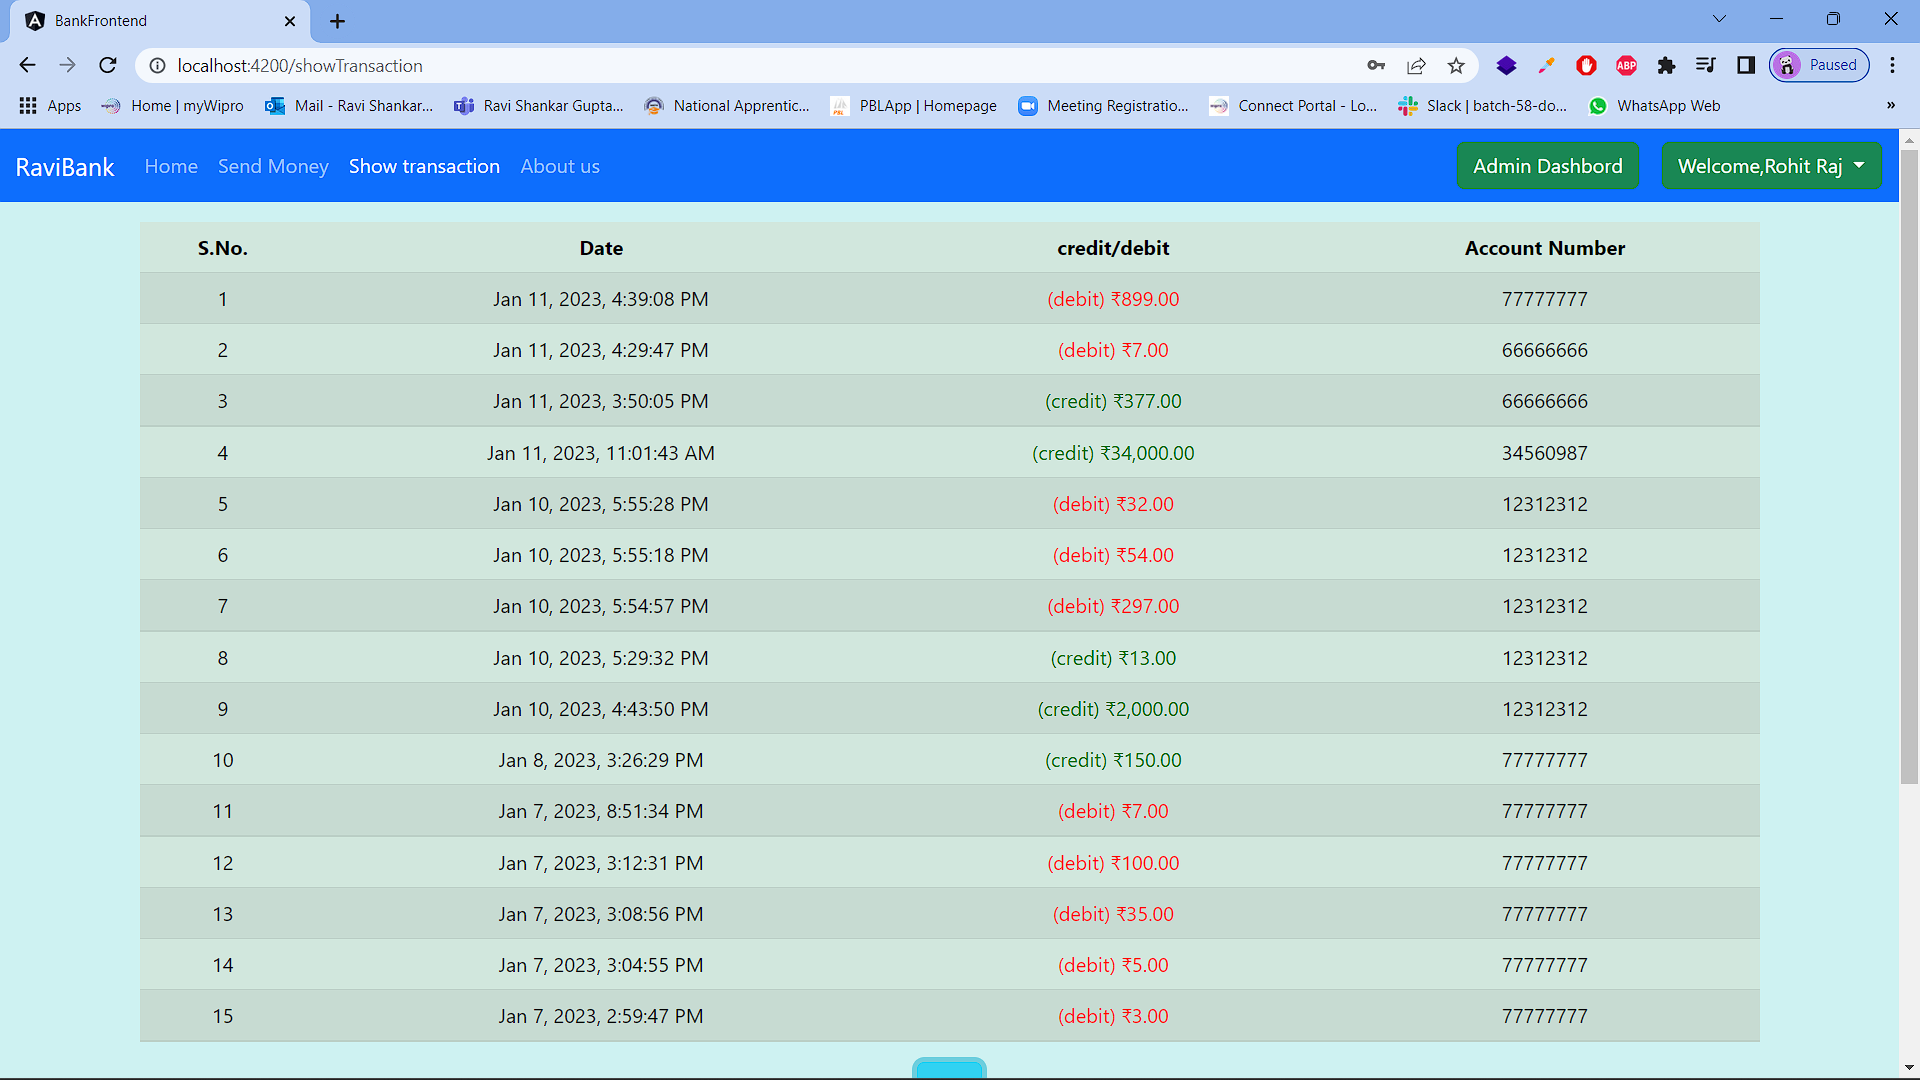 BankFrontend
localhost:4200/showTransaction
ABP
Paused
Apps Home | myWipro Mail - Ravi Shankar... Ravi Shankar Gupta... National Apprentic... PBLApp | Homepage Meeting Registratio... Connect Portal - Lo... Slack | batch-58-do... WhatsApp Web »
RaviBank Home Send Money Show transaction About us Admin Dashbord Welcome,Rohit Raj
S.No. Date credit/debit Account Number
1 Jan 11, 2023, 4:39:08 PM (debit) ₹899.00 77777777
2 Jan 11, 2023, 4:29:47 PM (debit) ₹7.00 66666666
3 Jan 11, 2023, 3:50:05 PM (credit) ₹377.00 66666666
4 Jan 11, 2023, 11:01:43 AM (credit) ₹34,000.00 34560987
5 Jan 10, 2023, 5:55:28 PM (debit) ₹32.00 12312312
6 Jan 10, 2023, 5:55:18 PM (debit) ₹54.00 12312312
7 Jan 10, 2023, 5:54:57 PM (debit) ₹297.00 12312312
8 Jan 10, 2023, 5:29:32 PM (credit) ₹13.00 12312312
9 Jan 10, 2023, 4:43:50 PM (credit) ₹2,000.00 12312312
10 Jan 8, 2023, 3:26:29 PM (credit) ₹150.00 77777777
11 Jan 7, 2023, 8:51:34 PM (debit) ₹7.00 77777777
12 Jan 7, 2023, 3:12:31 PM (debit) ₹100.00 77777777
13 Jan 7, 2023, 3:08:56 PM (debit) ₹35.00 77777777
14 Jan 7, 2023, 3:04:55 PM (debit) ₹5.00 77777777
15 Jan 7, 2023, 2:59:47 PM (debit) ₹3.00 77777777